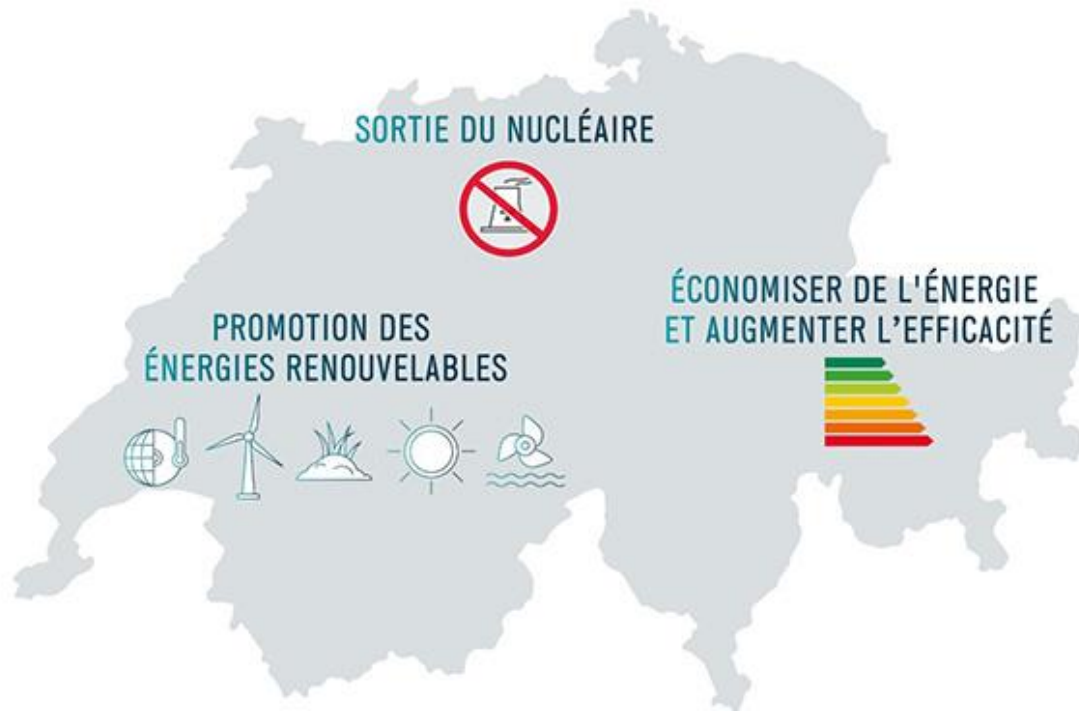 SORTIE DU NUCLÉAIRE
PROMOTION DES
ÉNERGIES RENOUVELABLES
ÉCONOMISER DE L'ÉNERGIE
ET AUGMENTER L’EFFICACITÉ